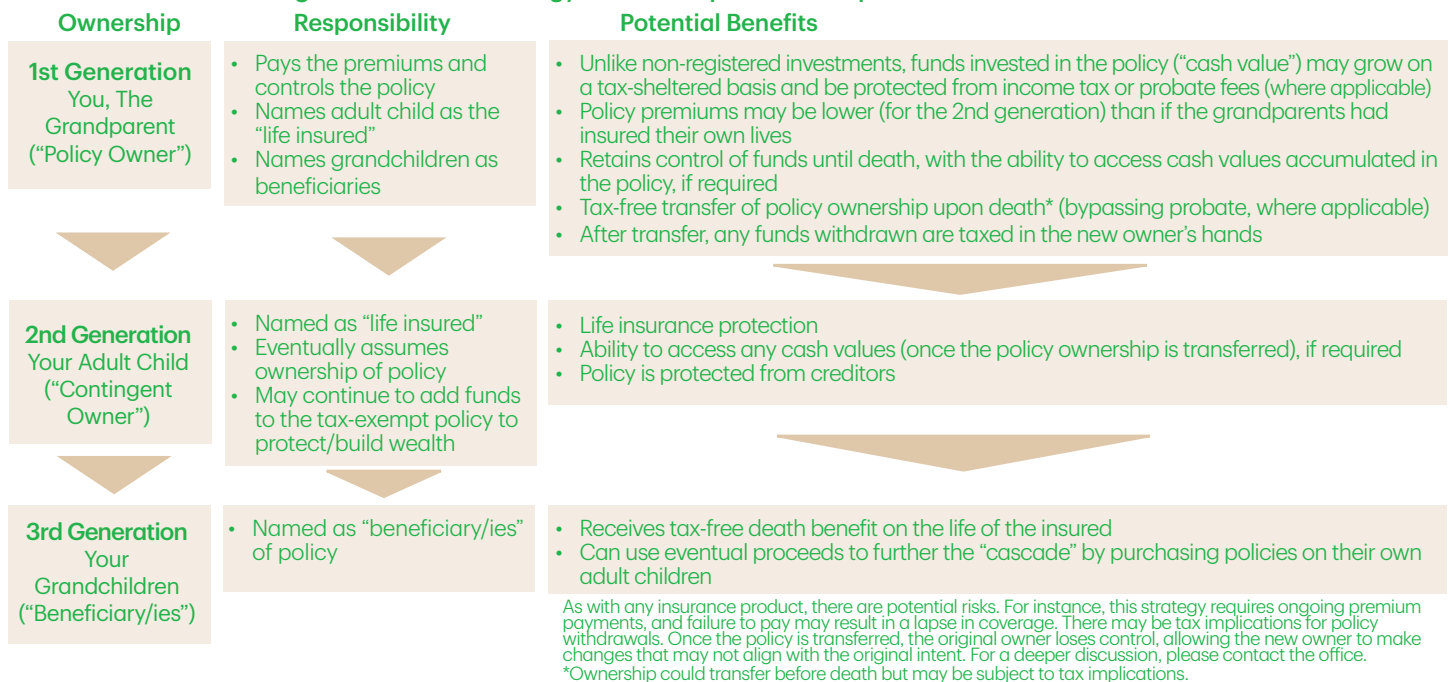 Ownership
Responsibility
Potential Benefits
1st Generation
You, The
Grandparent
(“Policy Owner”)
• Pays the premiums and
controls the policy
• Names adult child as the
“life insured”
• Names grandchildren as
beneficiaries
• Unlike non-registered investments, funds invested in the policy (“cash value”) may grow on
a tax-sheltered basis and be protected from income tax or probate fees (where applicable)
• Policy premiums may be lower (for the 2nd generation) than if the grandparents had
insured their own lives
• Retains control of funds until death, with the ability to access cash values accumulated in
the policy, if required
• Tax-free transfer of policy ownership upon death* (bypassing probate, where applicable)
• After transfer, any funds withdrawn are taxed in the new owner’s hands
2nd Generation
Your Adult Child
(“Contingent
Owner”)
• Named as “life insured”
• Eventually assumes
ownership of policy
• May continue to add funds
to the tax-exempt policy to
protect/build wealth
• Life insurance protection
• Ability to access any cash values (once the policy ownership is transferred), if required
• Policy is protected from creditors
3rd Generation
Your
Grandchildren
(“Beneficiary/ies”)
• Named as “beneficiary/ies”
of policy
• Receives tax-free death benefit on the life of the insured
• Can use eventual proceeds to further the “cascade” by purchasing policies on their own
adult children
As with any insurance product, there are potential risks. For instance, this strategy requires ongoing premium
payments, and failure to pay may result in a lapse in coverage. There may be tax implications for policy
withdrawals. Once the policy is transferred, the original owner loses control, allowing the new owner to make
changes that may not align with the original intent. For a deeper discussion, please contact the office.
*Ownership could transfer before death but may be subject to tax implications.